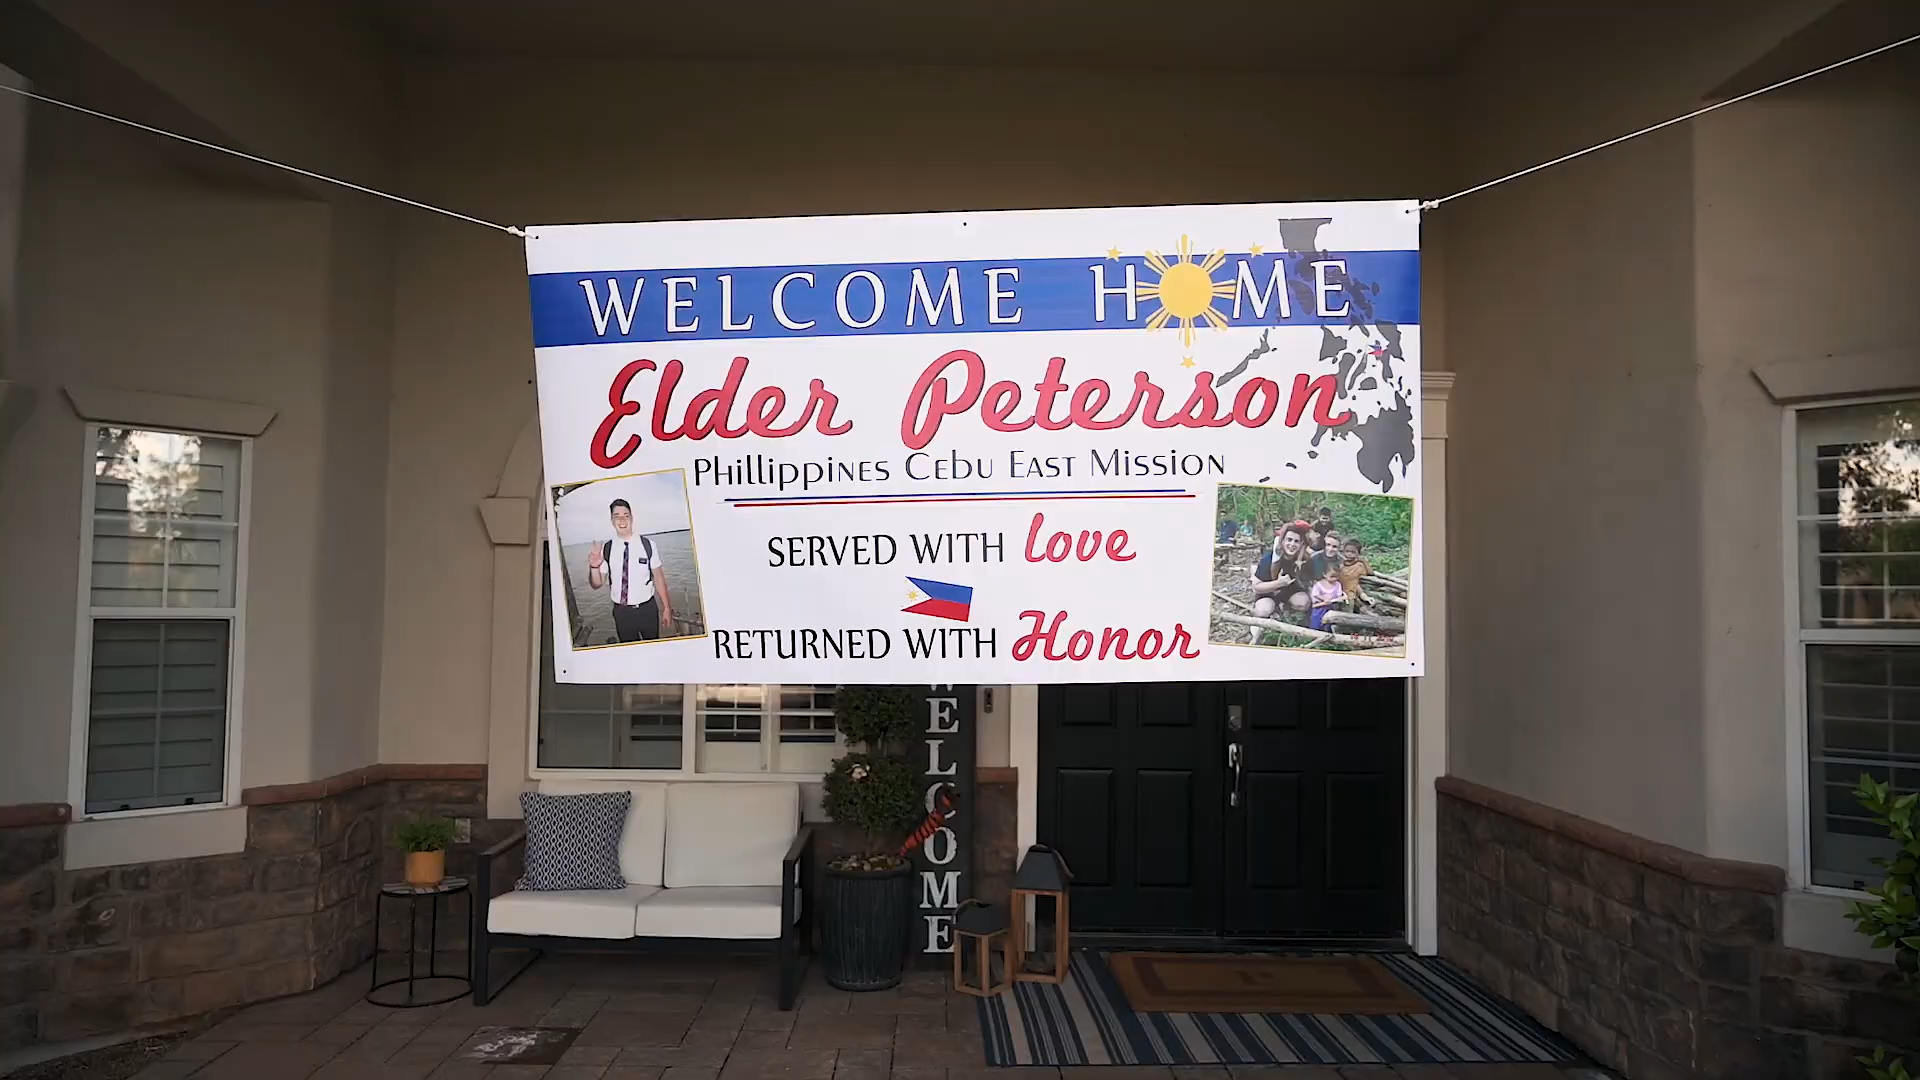 WELCOME HOME
Elder Peterson
Phillippines Cebu East Mission
SERVED WITH love
RETURNED WITH Honor
WELCOME